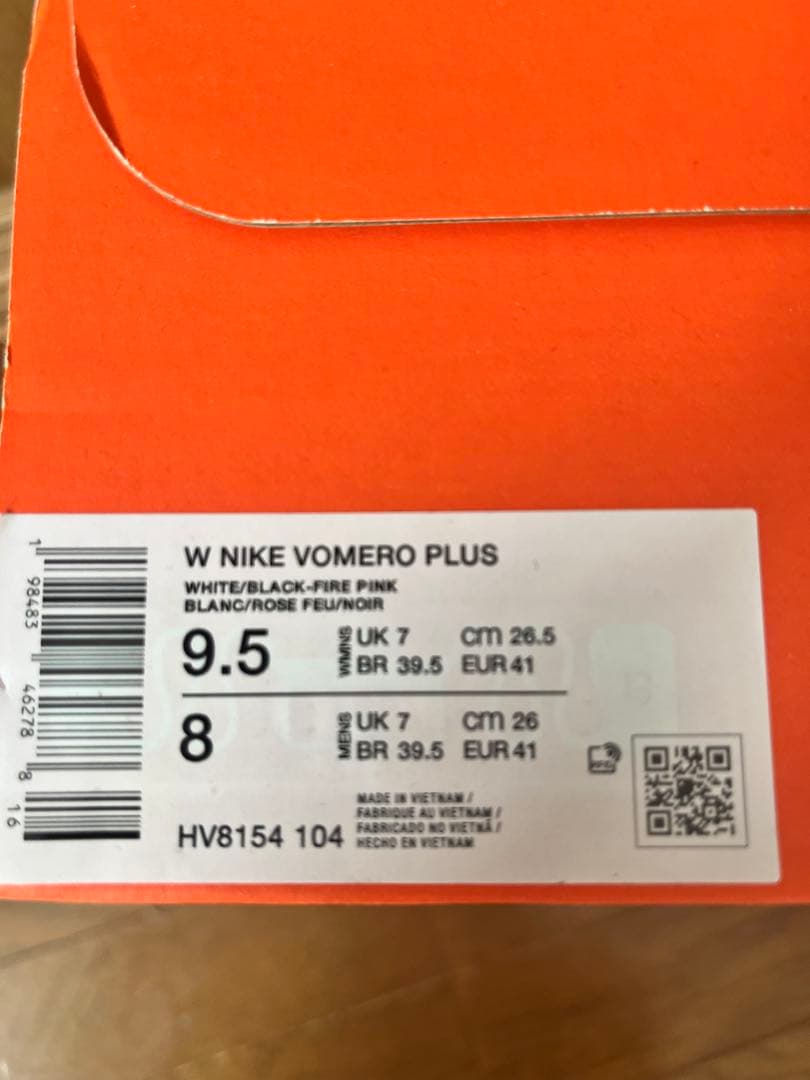 W NIKE VOMERO PLUS
WHITE/BLACK-FIRE PINK
BLANC/ROSE FEU/NOIR
9.5 WMNS UK 7 cm 26.5
BR 39.5 EUR 41
8 MENS UK 7 cm 26
BR 39.5 EUR 41
HV8154 104
MADE IN VIETNAM /
FABRIQUE AU VIETNAM /
FABRICADO NO VIETNÃ /
HECHO EN VIETNAM
RFID
1 98483 46278 8 16